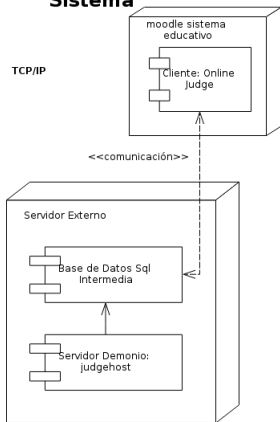 Sistema
moodle sistema
educativo
TCP/IP
Cliente: Online
Judge
<<comunicación>>
Servidor Externo
Base de Datos Sql
Intermedia
Servidor Demonio:
judgehost